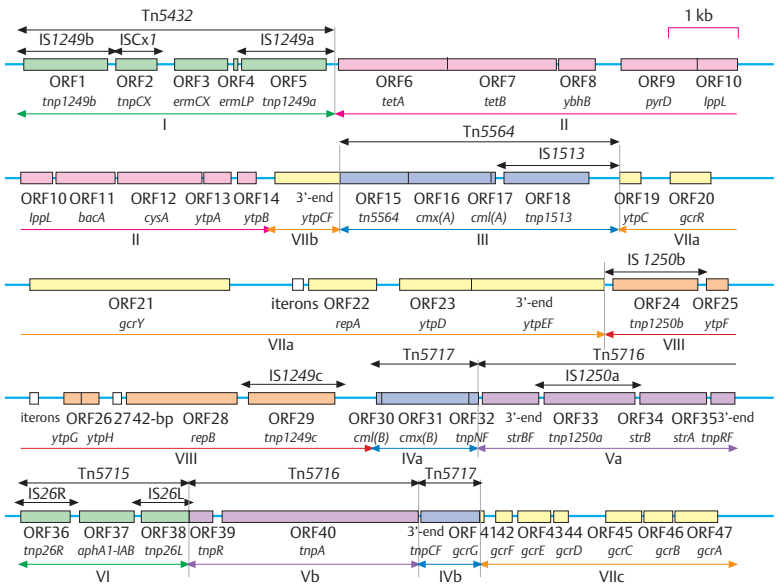 Tn5432
IS1249b ISCx1 IS1249a 1 kb
ORF1 ORF2 ORF3 ORF4 ORF5 ORF6 ORF7 ORF8 ORF9 ORF10
tnp1249b tnpCX ermCX ermLP tnp1249a tetA tetB ybhB pyrD lppL
I II
Tn5564
IS1513
ORF10 ORF11 ORF12 ORF13 ORF14 3'-end ORF15 ORF16 ORF17 ORF18 ORF19 ORF20
lppL bacA cysA ytpA ytpB ytpCF tn5564 cmx(A) cml(A) tnp1513 ytpC gcrR
II VIIb III VIIa
IS 1250b
ORF21 iterons ORF22 ORF23 3'-end ORF24 ORF25
gcrY repA ytpD ytpEF tnp1250b ytpF
VIIa VIII
Tn5717 Tn5716
IS1249c IS1250a
iterons ORF26 27 42-bp ORF28 ORF29 ORF30 ORF31 ORF32 3'-end ORF33 ORF34 ORF35 3'-end
ytpG ytpH repB tnp1249c cml(B) cmx(B) tnpNF strBF tnp1250a strB strA tnpRF
VIII IVa Va
Tn5715 Tn5716 Tn5717
IS26R IS26L
ORF36 ORF37 ORF38 ORF39 ORF40 3'-end ORF 41 42 ORF43 44 ORF45 ORF46 ORF47
tnp26R aphA1-IAB tnp26L tnpR tnpA tnpCF gcrG gcrF gcrE gcrD gcrC gcrB gcrA
VI Vb IVb VIIc